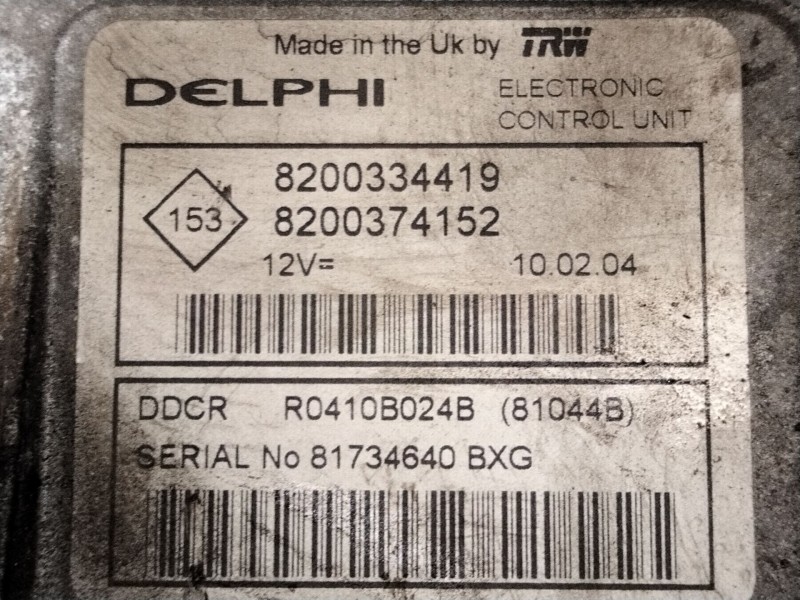 Made in the Uk by TRW
DELPHI
ELECTRONIC
CONTROL UNIT
153
8200334419
8200374152
12V=
10.02.04
DDCR R0410B024B (81044B)
SERIAL No 81734640 BXG